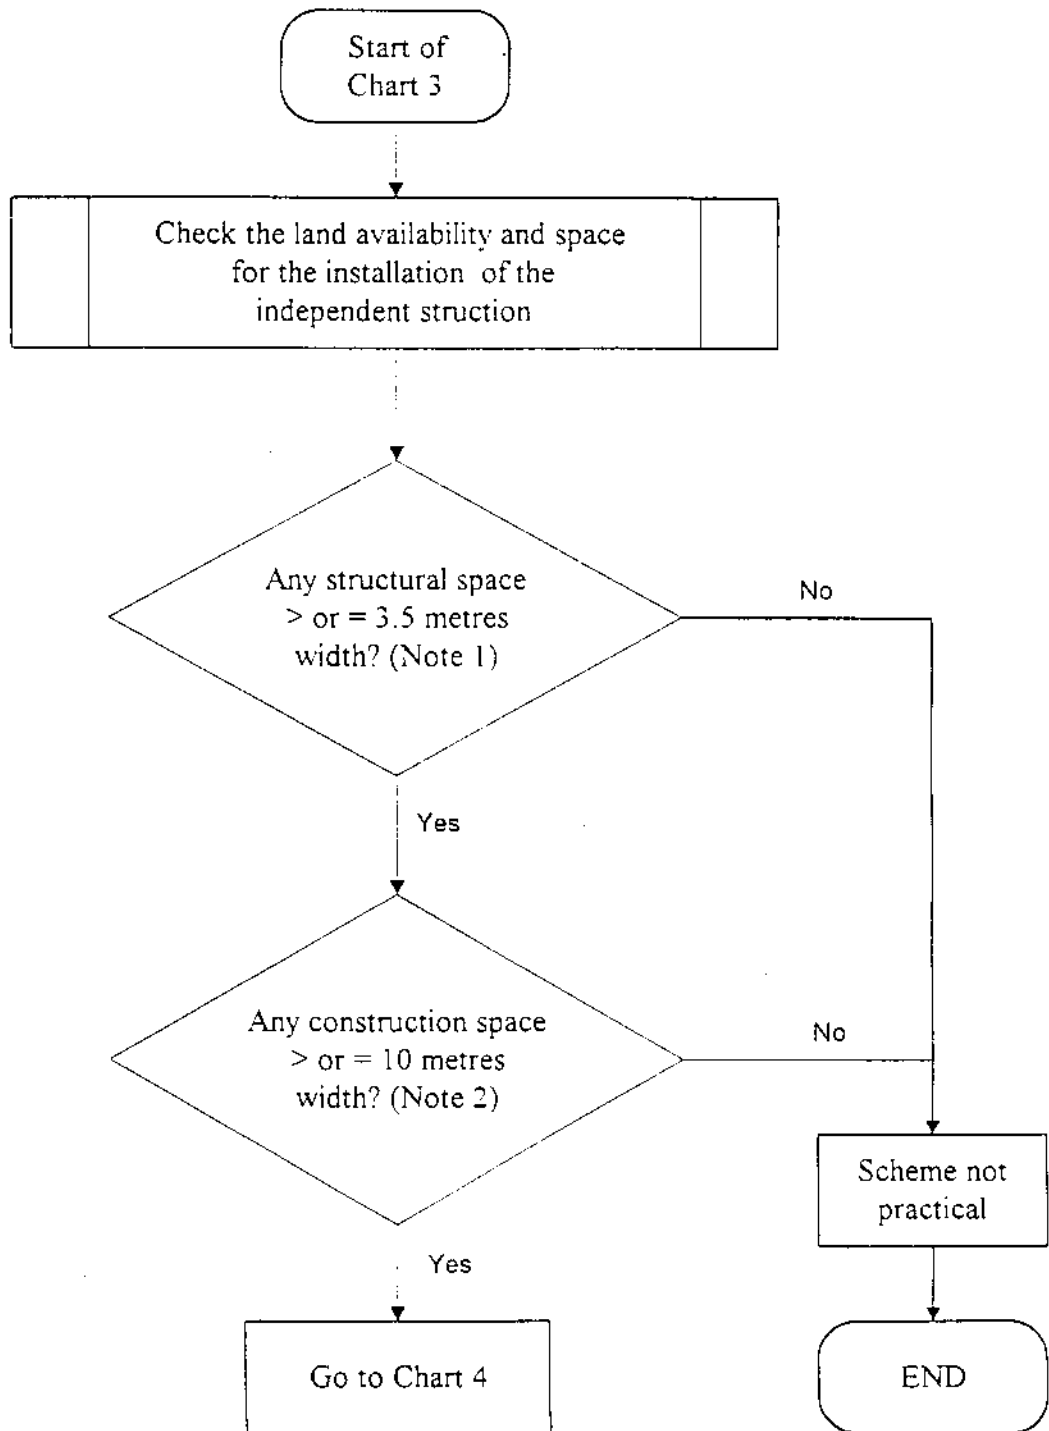 Start of
Chart 3
Check the land availability and space
for the installation of the
independent struction
Any structural space
> or = 3.5 metres
width? (Note 1)
No
Yes
Any construction space
> or = 10 metres
width? (Note 2)
No
Scheme not
practical
Yes
Go to Chart 4
END